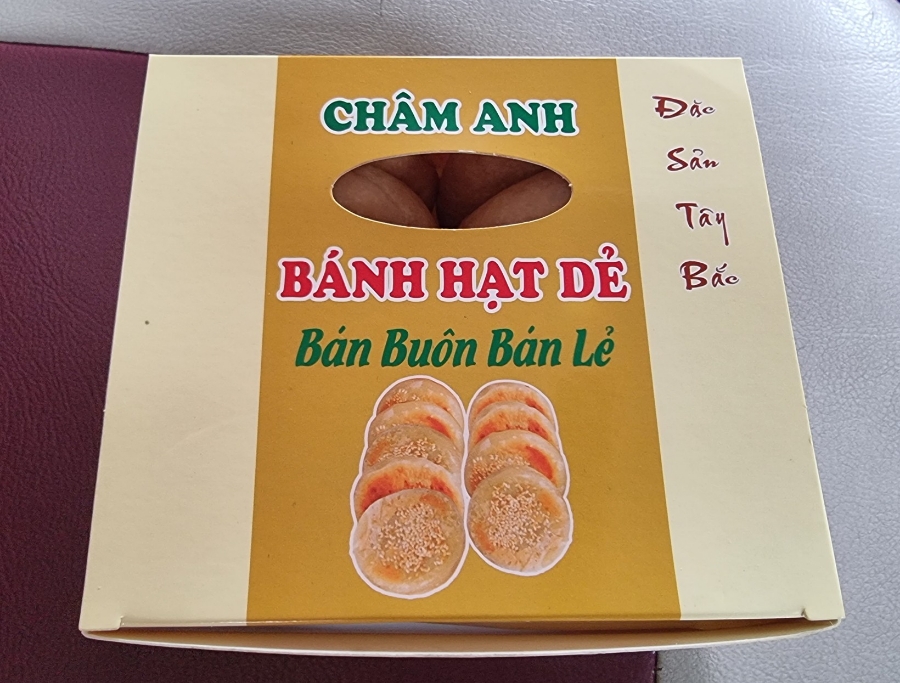 CHÂM ANH
BÁNH HẠT DẺ
Bán Buôn Bán Lẻ
Đặc
Sản
Tây
Bắc